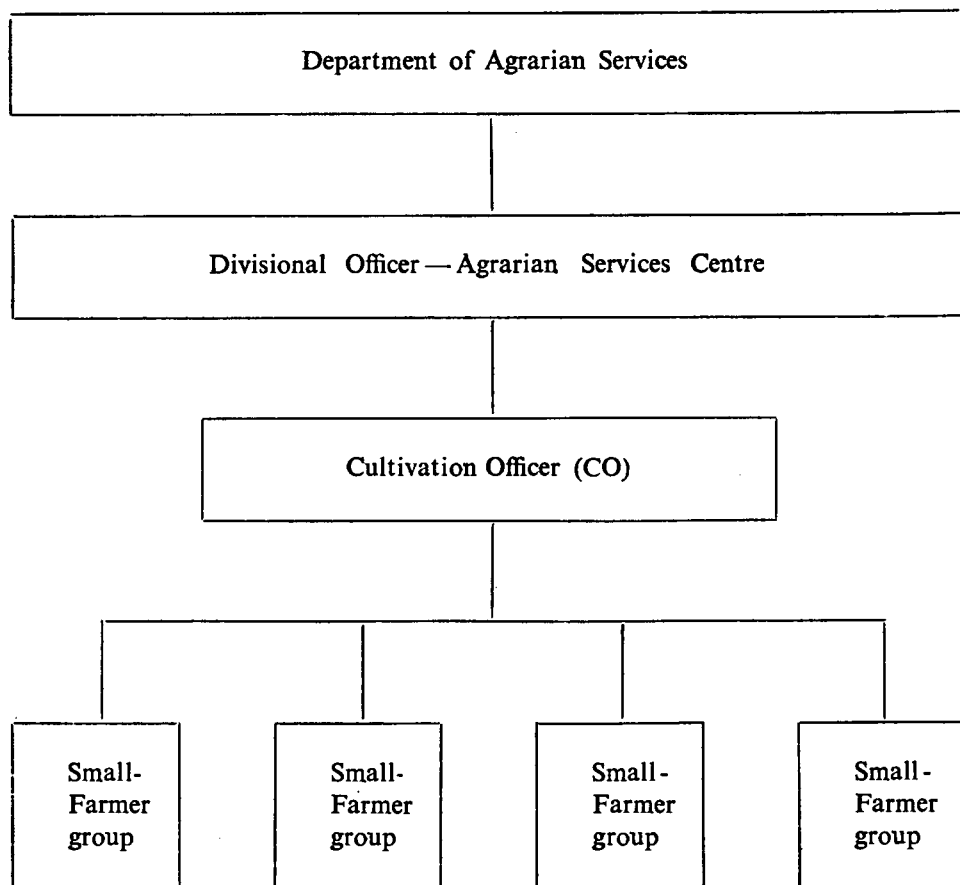 Department of Agrarian Services
Divisional Officer — Agrarian Services Centre
Cultivation Officer (CO)
Small-
Farmer
group
Small-
Farmer
group
Small-
Farmer
group
Small-
Farmer
group